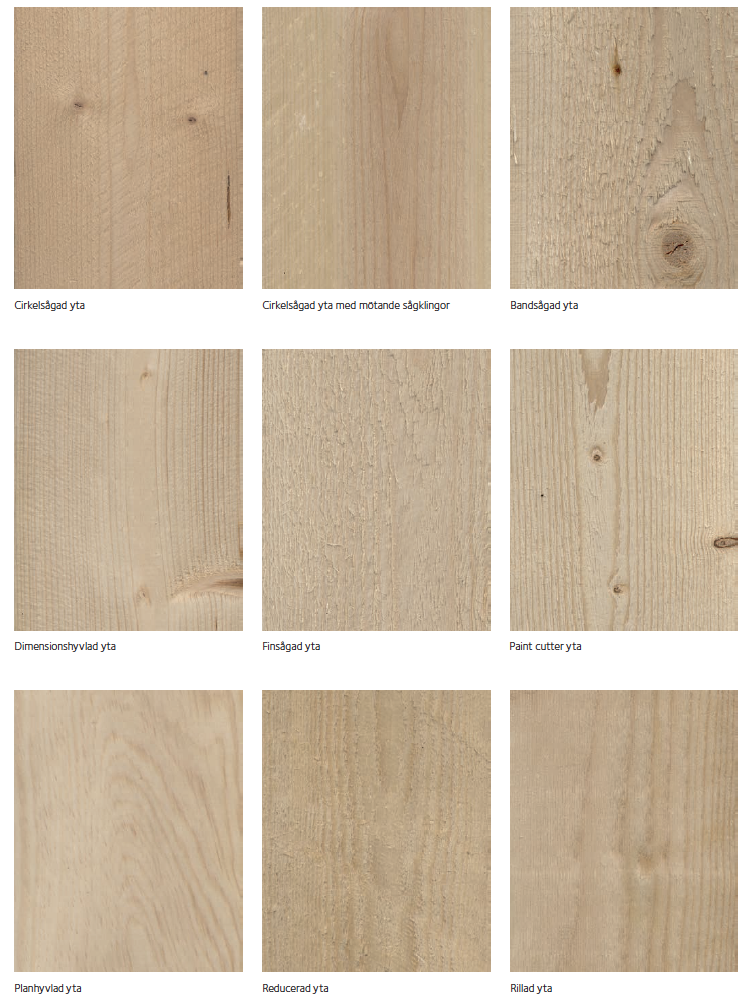 Cirkelsågad yta
Cirkelsågad yta med mötande sågklingor
Bandsågad yta
Dimensionshyvlad yta
Finsågad yta
Paint cutter yta
Planhyvlad yta
Reducerad yta
Rillad yta